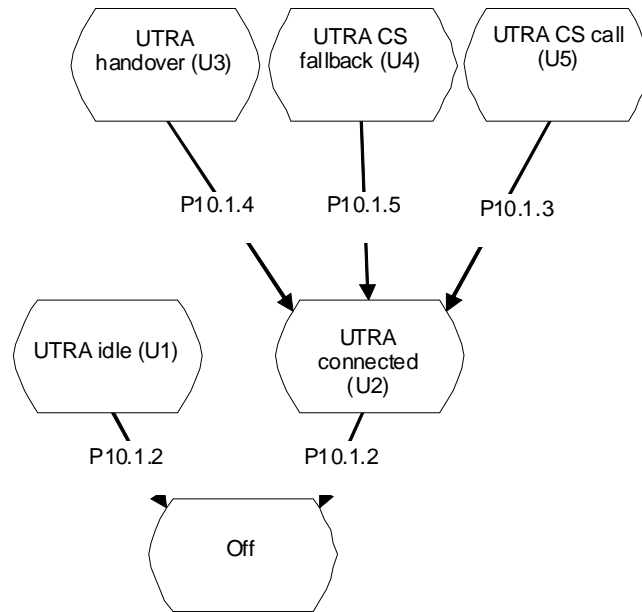 UTRA
handover (U3)
UTRA CS
fallback (U4)
UTRA CS call
(U5)
P10.1.4
P10.1.5
P10.1.3
UTRA idle (U1)
UTRA
connected
(U2)
P10.1.2
P10.1.2
Off